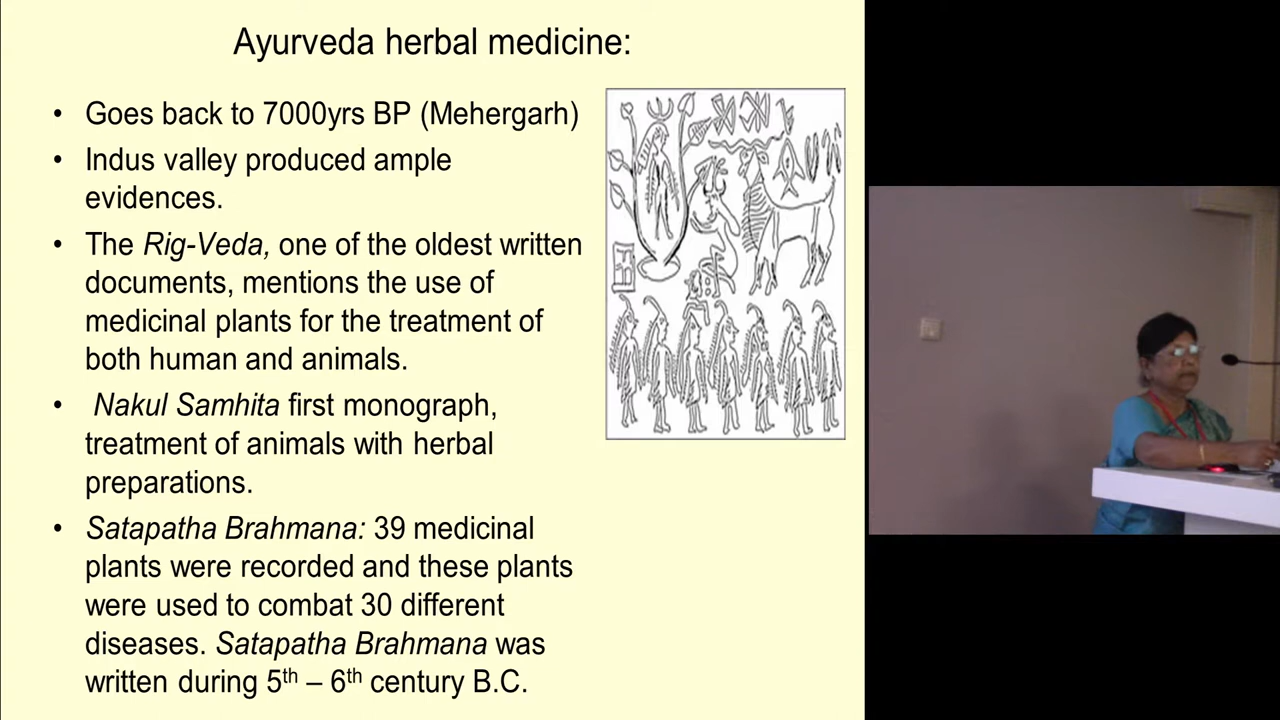 Ayurveda herbal medicine:
• Goes back to 7000yrs BP (Mehergarh)
• Indus valley produced ample
evidences.
• The Rig-Veda, one of the oldest written
documents, mentions the use of
medicinal plants for the treatment of
both human and animals.
• Nakul Samhita first monograph,
treatment of animals with herbal
preparations.
• Satapatha Brahmana: 39 medicinal
plants were recorded and these plants
were used to combat 30 different
diseases. Satapatha Brahmana was
written during 5th – 6th century B.C.